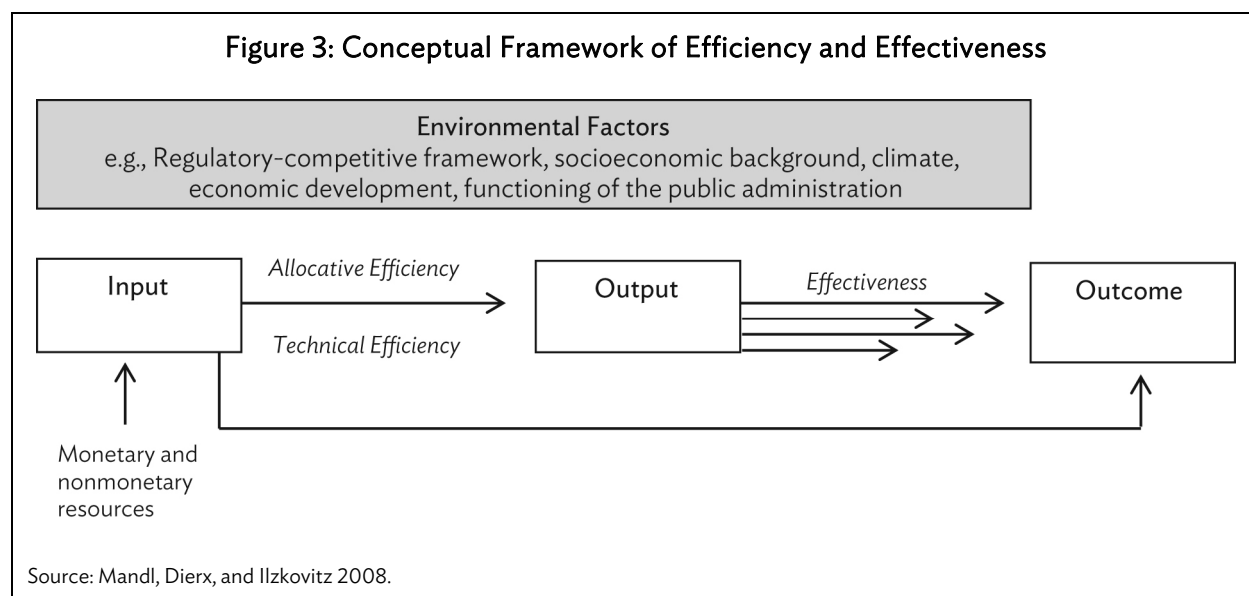 Figure 3: Conceptual Framework of Efficiency and Effectiveness
Environmental Factors
e.g., Regulatory-competitive framework, socioeconomic background, climate,
economic development, functioning of the public administration
Input
Allocative Efficiency
Technical Efficiency
Output
Effectiveness
Outcome
Monetary and
nonmonetary
resources
Source: Mandl, Dierx, and Ilzkovitz 2008.